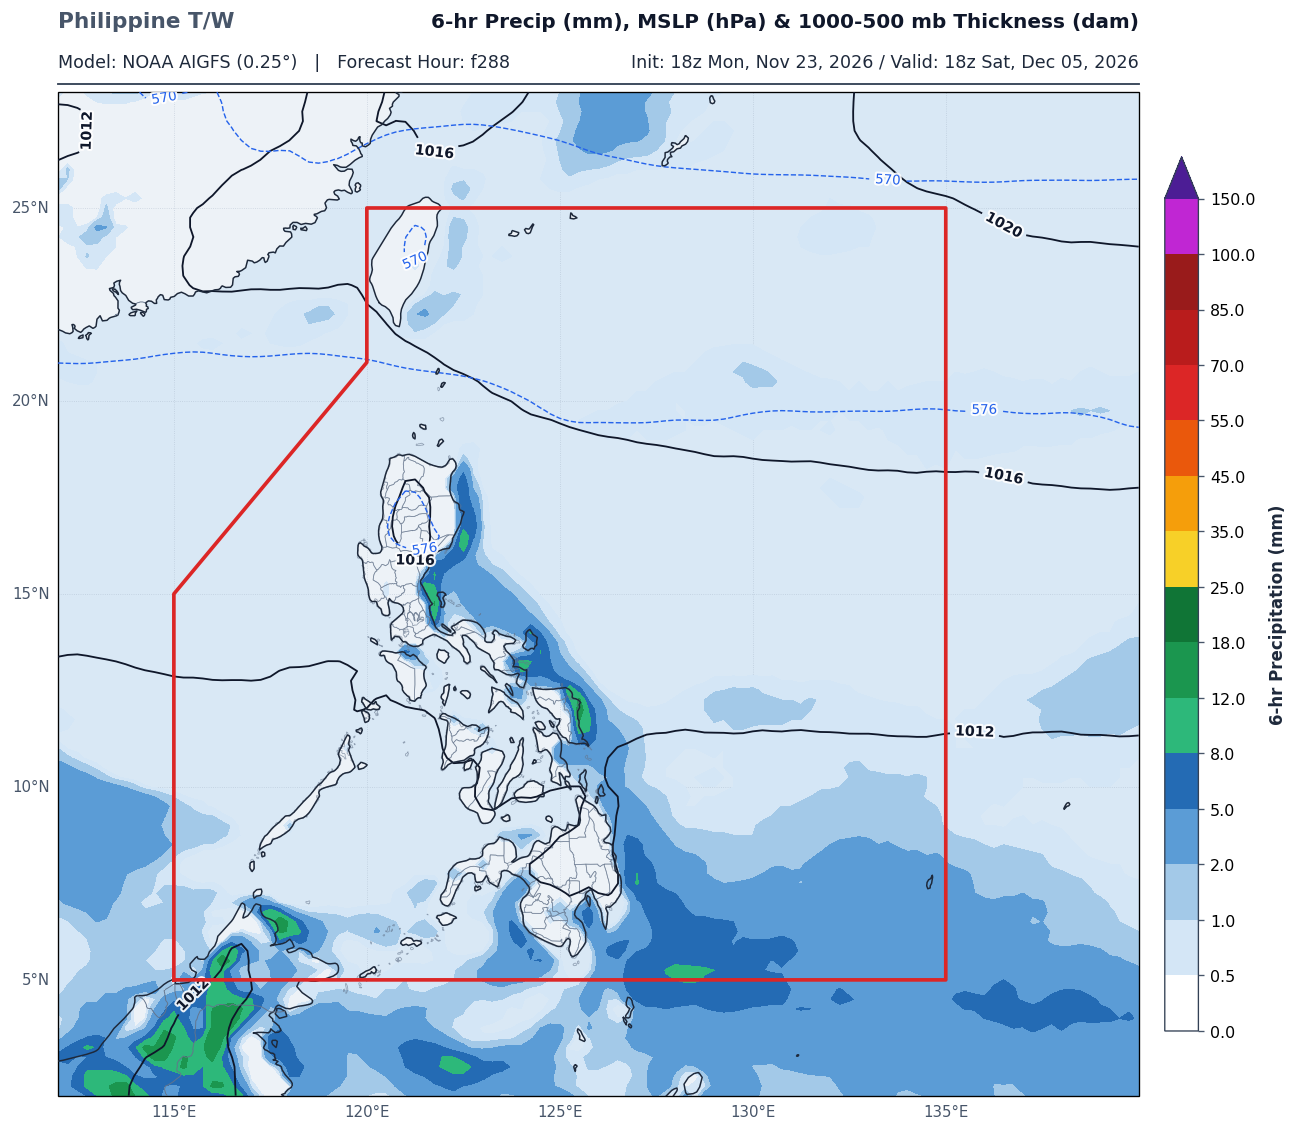 Philippine T/W
6-hr Precip (mm), MSLP (hPa) & 1000-500 mb Thickness (dam)
Model: NOAA AIGFS (0.25°) | Forecast Hour: f288
Init: 18z Mon, Nov 23, 2026 / Valid: 18z Sat, Dec 05, 2026
570
1012
1016
570
1020
570
576
1016
576
1016
1012
1012
25°N
20°N
15°N
10°N
5°N
115°E
120°E
125°E
130°E
135°E
150.0
100.0
85.0
70.0
55.0
45.0
35.0
25.0
18.0
12.0
8.0
5.0
2.0
1.0
0.5
0.0
6-hr Precipitation (mm)